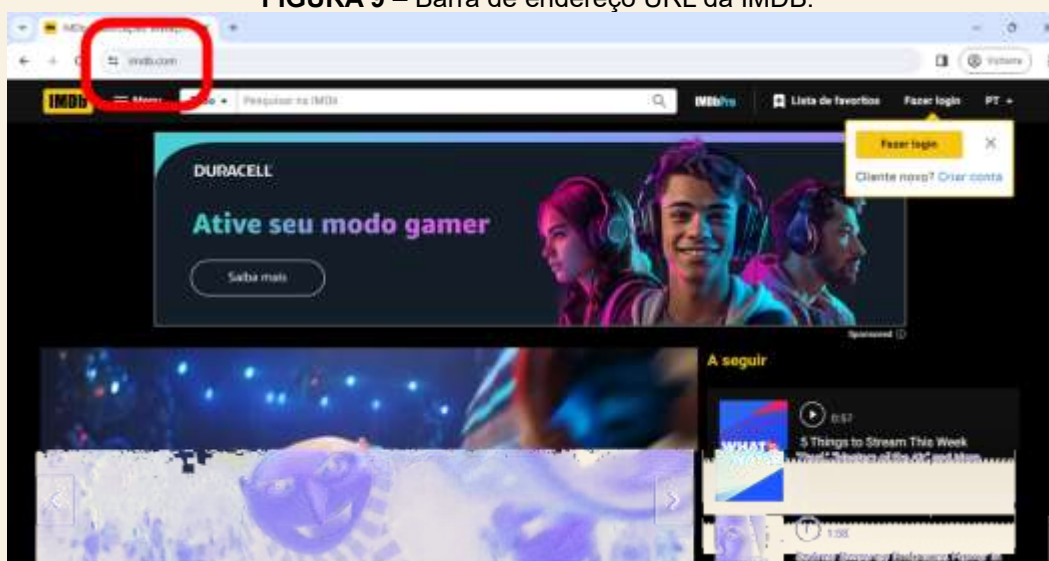 FIGURA 9 – Barra de endereço URL da IMDB.
imdb.com
IMDb Menu Pesquisar na IMDb IMDbPro Lista de favoritos Fazer login PT
Fazer login
Cliente novo? Criar conta
DURACELL
Ative seu modo gamer
Saiba mais
Sponsored
A seguir
0:57
5 Things to Stream This Week
WHAT
1:58